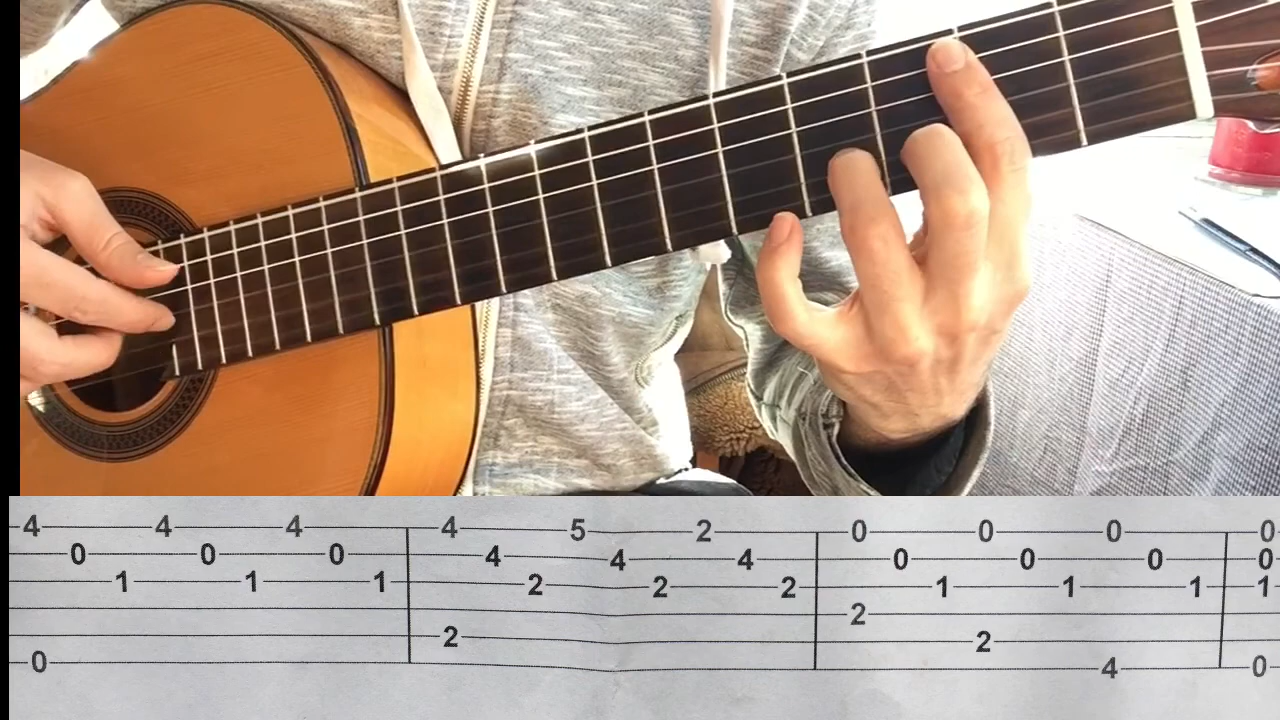 4 4 4 4 5 2 0 0 0 0
0 0 0 4 4 4 0 0 0 0
1 1 1 2 2 2 1 1 1 1
2
2 2
0 4 0